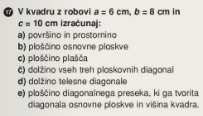 17 V kvadru z robovi a = 6 cm, b = 8 cm in
c = 10 cm izračunaj:
a) površino in prostornino
b) ploščino osnovne ploskve
c) ploščino plašča
č) dolžino vseh treh ploskovnih diagonal
d) dolžino telesne diagonale
e) ploščino diagonalnega preseka, ki ga tvorita
diagonala osnovne ploskve in višina kvadra.